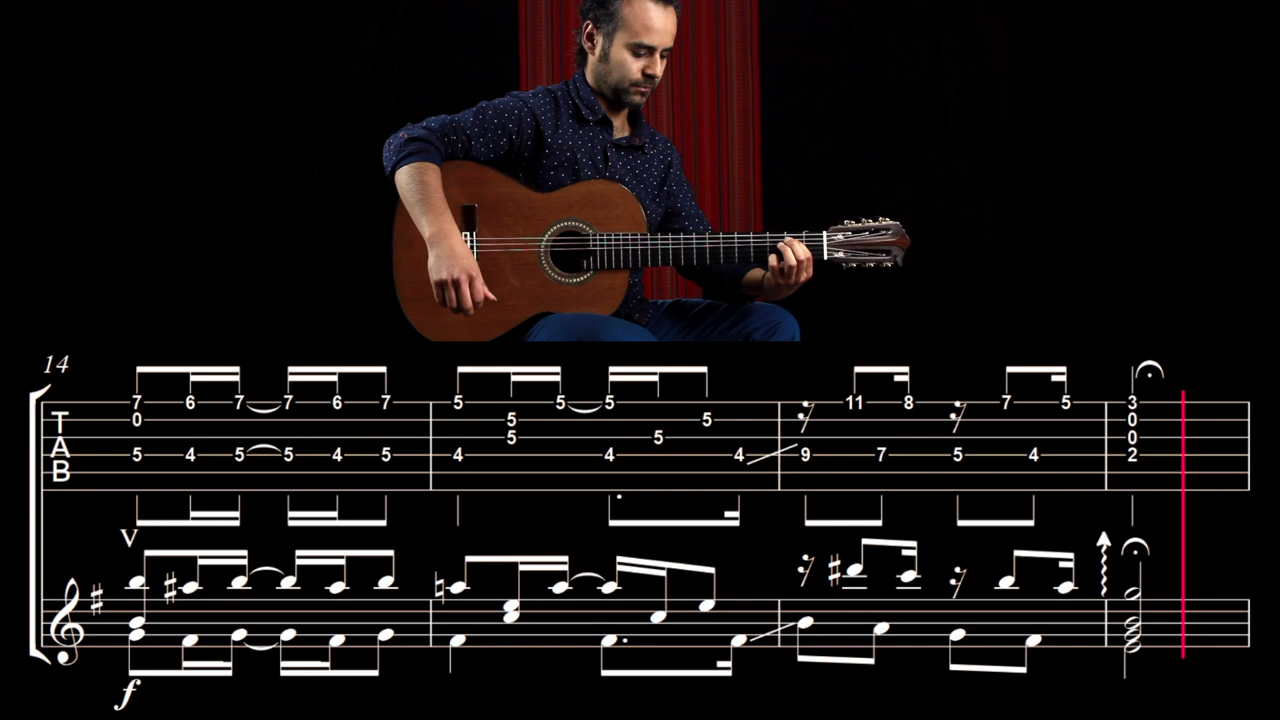 14
7 6 7 7 6 7 5 5 5 11 8 7 5 3
T 0 5 5 0
A 5 5 0
5 4 5 5 4 5 4 4 4 9 7 5 4 2
B
V
f